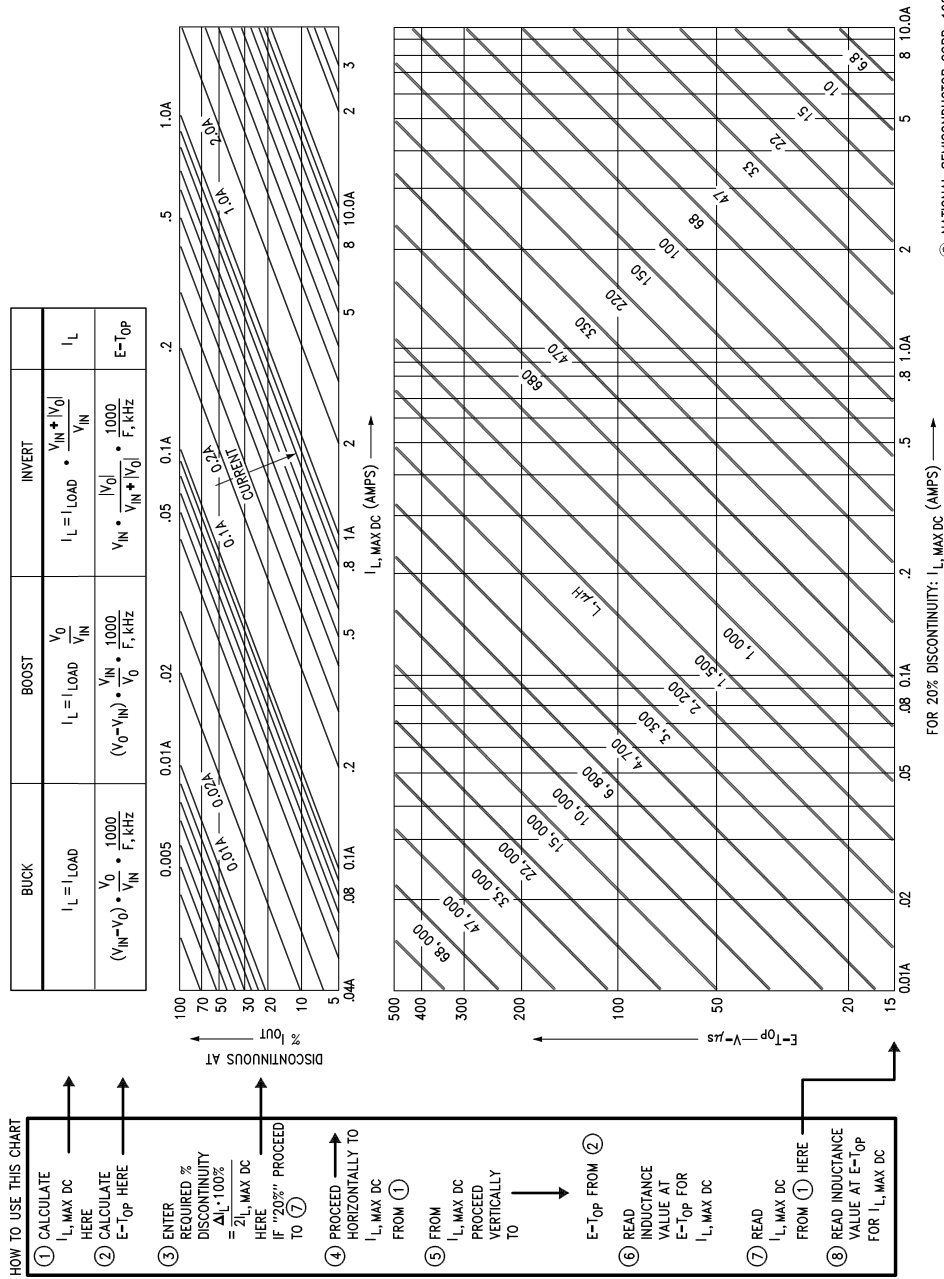 HOW TO USE THIS CHART
① CALCULATE
I_L, MAX DC
HERE
② CALCULATE
E-T_OP HERE
③ ENTER
REQUIRED %
DISCONTINUITY
= ΔI_L·100% / 2I_L, MAX DC
HERE
IF "20%" PROCEED
TO ⑦
④ PROCEED
HORIZONTALLY TO
I_L, MAX DC
FROM ①
⑤ FROM
I_L, MAX DC
PROCEED
VERTICALLY
TO
E-T_OP FROM ②
⑥ READ
INDUCTANCE
VALUE AT
E-T_OP FOR
I_L, MAX DC
⑦ READ
I_L, MAX DC
FROM ① HERE
⑧ READ INDUCTANCE
VALUE AT E-T_OP
FOR I_L, MAX DC
BUCK BOOST INVERT
I_L = I_LOAD I_L = I_LOAD V_O/V_IN I_L = I_LOAD • V_IN + |V_O| / V_IN I_L
(V_IN-V_O) • V_O/V_IN • 1000/F, kHz (V_O-V_IN) • V_IN/V_O • 1000/F, kHz V_IN • |V_O| / V_IN + |V_O| • 1000/F, kHz E-T_OP
0.005 0.01A .02 .05 0.1A .2 .5 1.0A
DISCONTINUOUS AT
% I_OUT
100
70
50
30
20
10
5
0.01A 0.02A 0.1A 0.2A 1.0A 2.0A
CURRENT
.04A .08 0.1A .2 .5 .8 1A 2 5 8 10.0A 2 3
I_L, MAX DC (AMPS)
E-T_OP—V-μs
500
400
300
200
100
50
20
15
68,000
47,000
33,000
22,000
15,000
10,000
6,800
4,700
3,300
2,200
1,500
1,000
L, μH
680
470
330
220
150
100
68
47
33
22
15
10
6.8
0.01A .02 .05 .08 0.1A .2 .5 .8 1.0A 2 5 8 10.0A
FOR 20% DISCONTINUITY: I_L, MAX DC (AMPS)